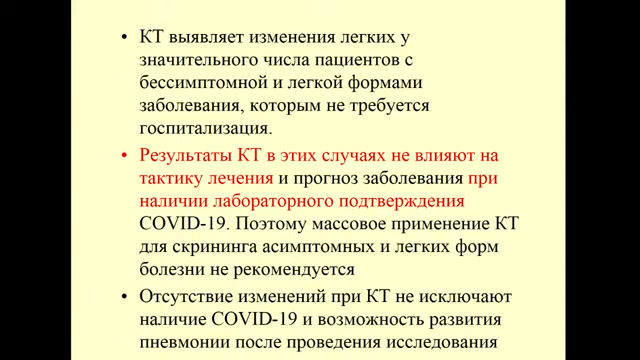 • КТ выявляет изменения легких у
значительного числа пациентов с
бессимптомной и легкой формами
заболевания, которым не требуется
госпитализация.
• Результаты КТ в этих случаях не влияют на
тактику лечения и прогноз заболевания при
наличии лабораторного подтверждения
COVID-19. Поэтому массовое применение КТ
для скрининга асимптомных и легких форм
болезни не рекомендуется
• Отсутствие изменений при КТ не исключают
наличие COVID-19 и возможность развития
пневмонии после проведения исследования